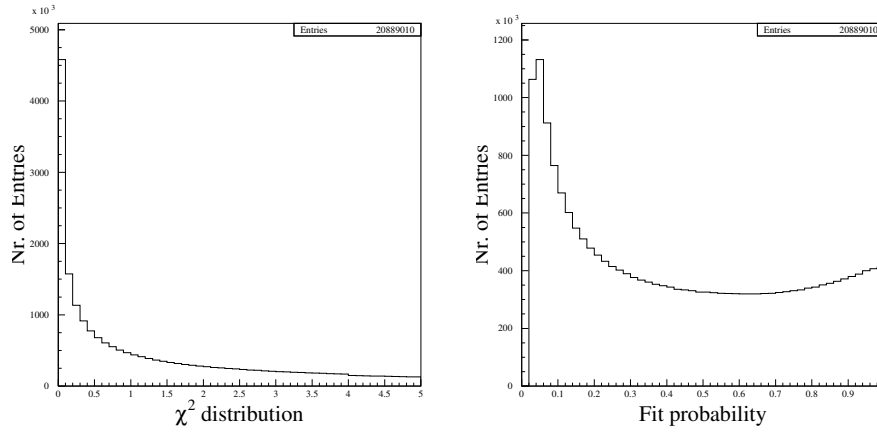 x 10³
Entries 20889010
5000
4000
3000
2000
1000
0
Nr. of Entries
0 0.5 1 1.5 2 2.5 3 3.5 4 4.5 5
χ² distribution
x 10³
Entries 20889010
1200
1000
800
600
400
200
0
Nr. of Entries
0 0.1 0.2 0.3 0.4 0.5 0.6 0.7 0.8 0.9
Fit probability